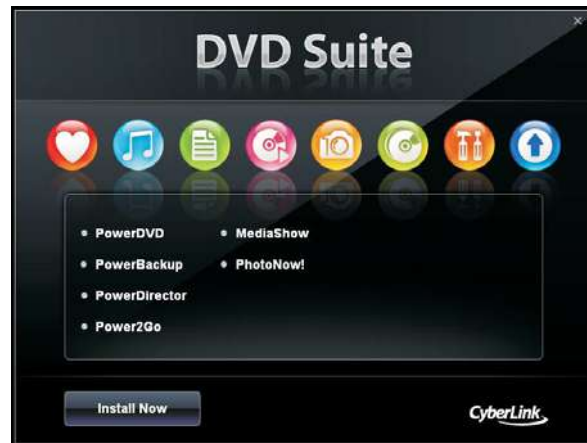 DVD Suite
PowerDVD
MediaShow
PowerBackup
PhotoNow!
PowerDirector
Power2Go
Install Now
CyberLink